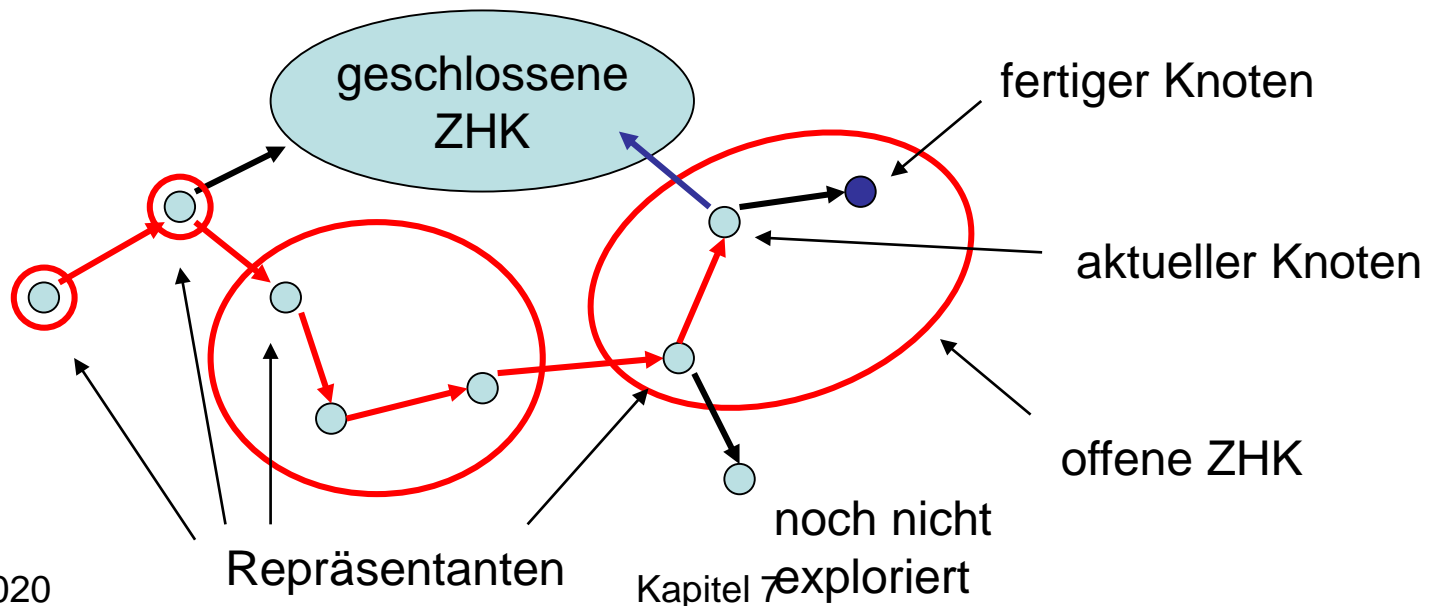 geschlossene
ZHK
fertiger Knoten
aktueller Knoten
offene ZHK
noch nicht
exploriert
Repräsentanten
020
Kapitel 7